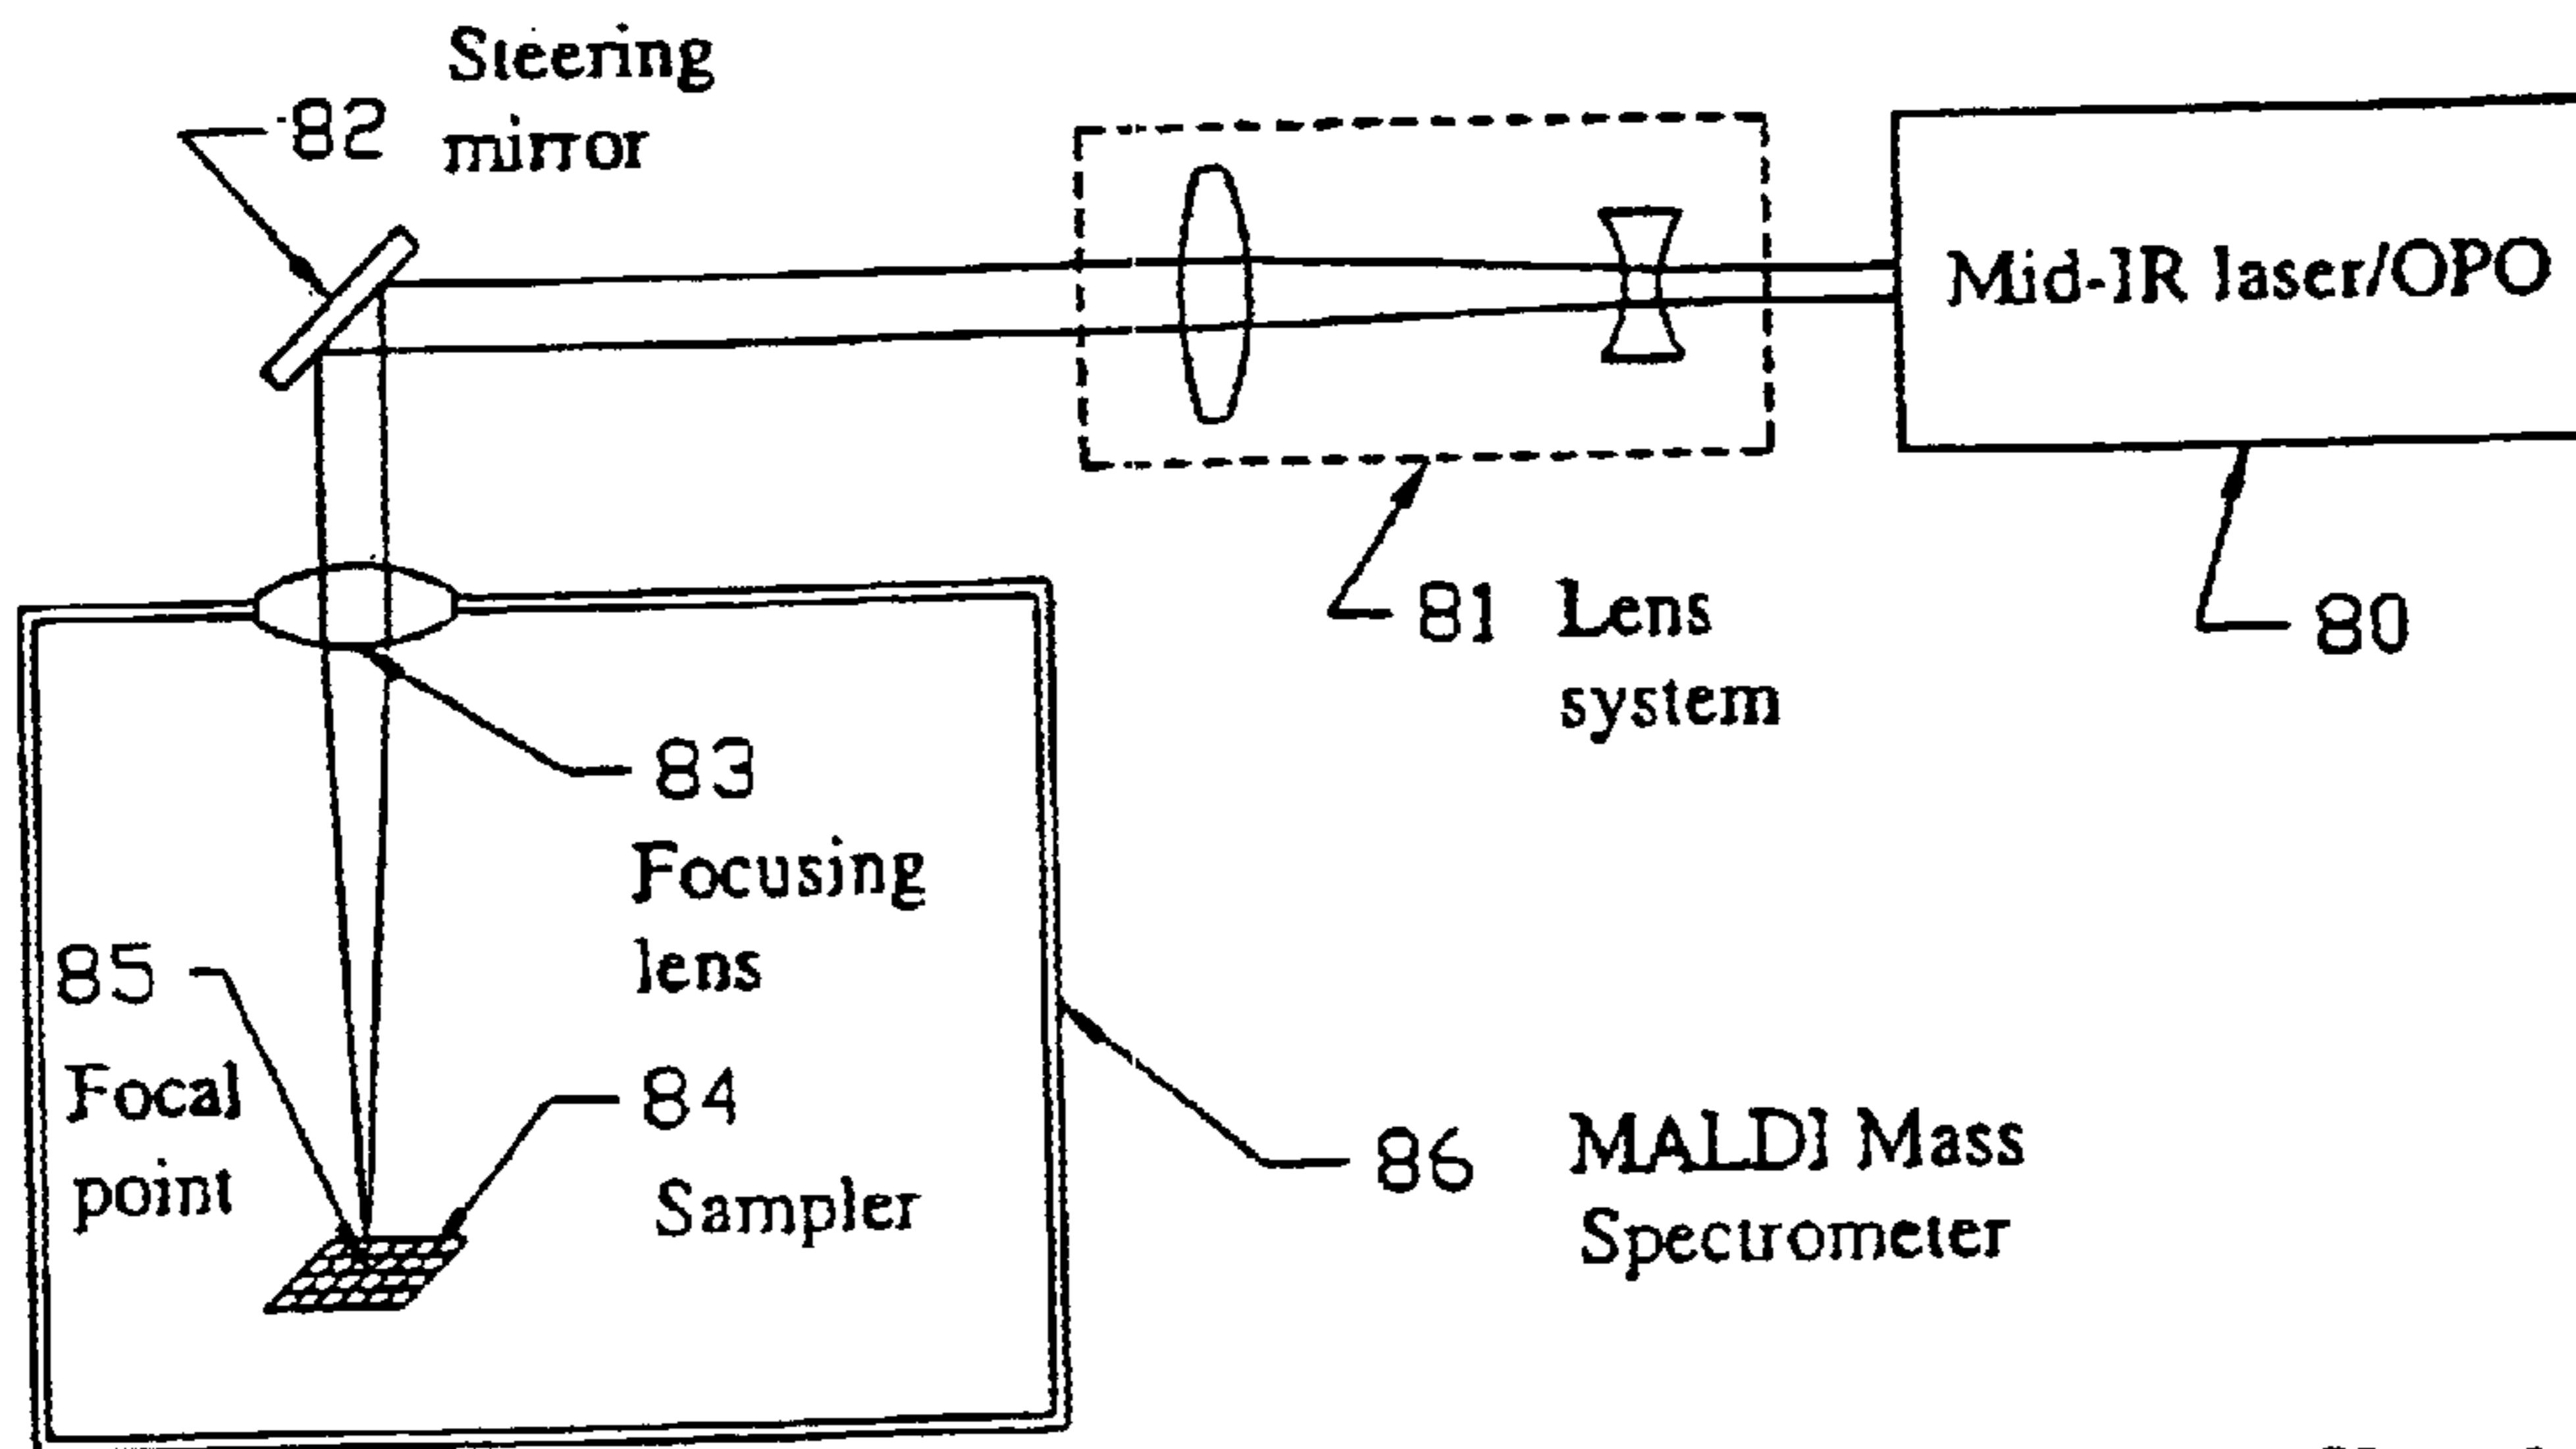 Steering
82 mirror
Mid-IR laser/OPO
81 Lens
system
80
83
Focusing
lens
85
Focal
point
84
Sampler
86 MALDI Mass
Spectrometer